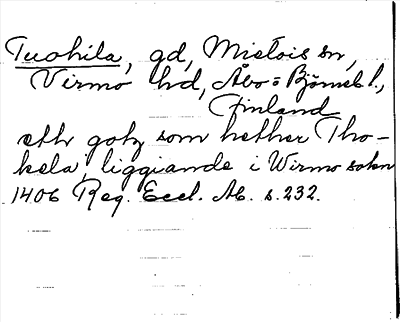 Tuohila, gd, Mietois sn,
Virmo hd, Åbo = Björneb l.,
Finland
eth gotz som hether Tho-
kela, liggiande i Wirmo sokn
1406 Reg. Eccl. Ab. s. 232.